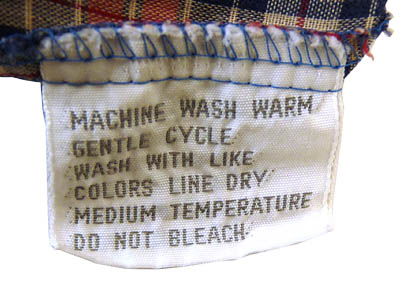 MACHINE WASH WARM
GENTLE CYCLE
WASH WITH LIKE
COLORS LINE DRY
MEDIUM TEMPERATURE
DO NOT BLEACH